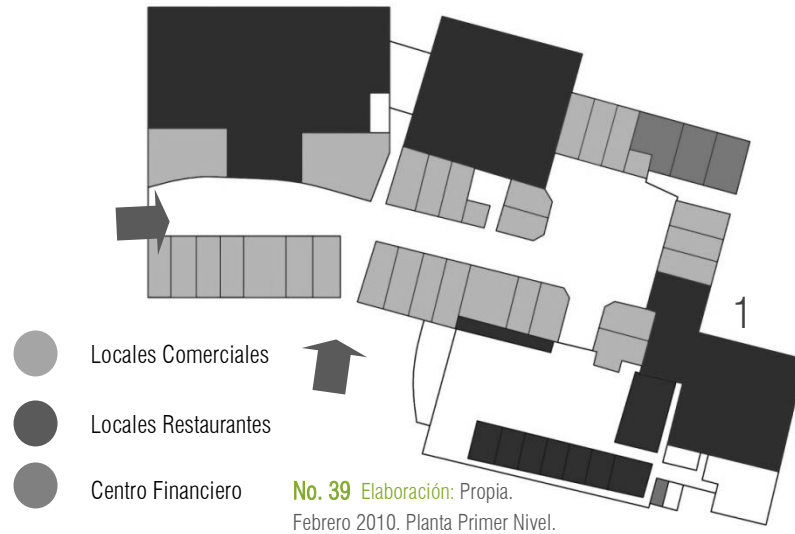 1
Locales Comerciales
Locales Restaurantes
Centro Financiero
No. 39 Elaboración: Propia.
Febrero 2010. Planta Primer Nivel.